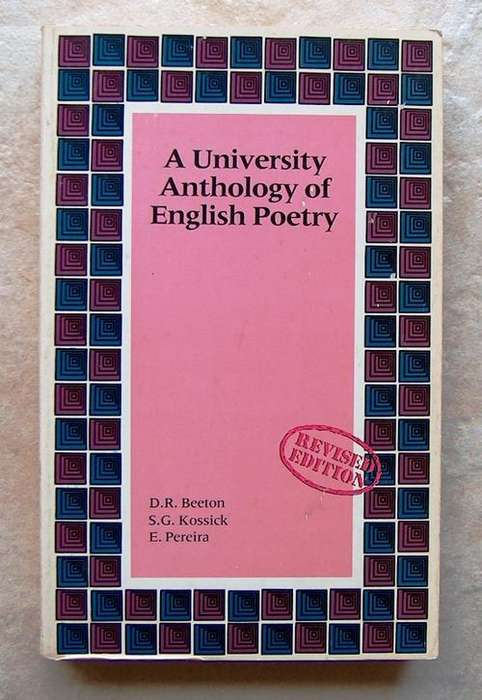 A University
Anthology of
English Poetry
REVISED
EDITION
D.R. Beeton
S.G. Kossick
E. Pereira